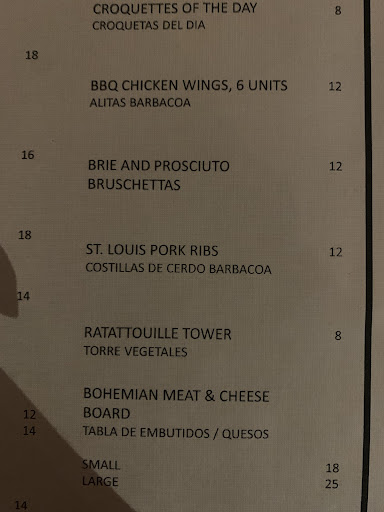 CROQUETTES OF THE DAY 8
CROQUETAS DEL DIA
18
BBQ CHICKEN WINGS, 6 UNITS 12
ALITAS BARBACOA
16
BRIE AND PROSCIUTO 12
BRUSCHETTAS
18
ST. LOUIS PORK RIBS 12
COSTILLAS DE CERDO BARBACOA
14
RATATTOUILLE TOWER 8
TORRE VEGETALES
BOHEMIAN MEAT & CHEESE
12 BOARD
14 TABLA DE EMBUTIDOS / QUESOS
SMALL 18
LARGE 25
14